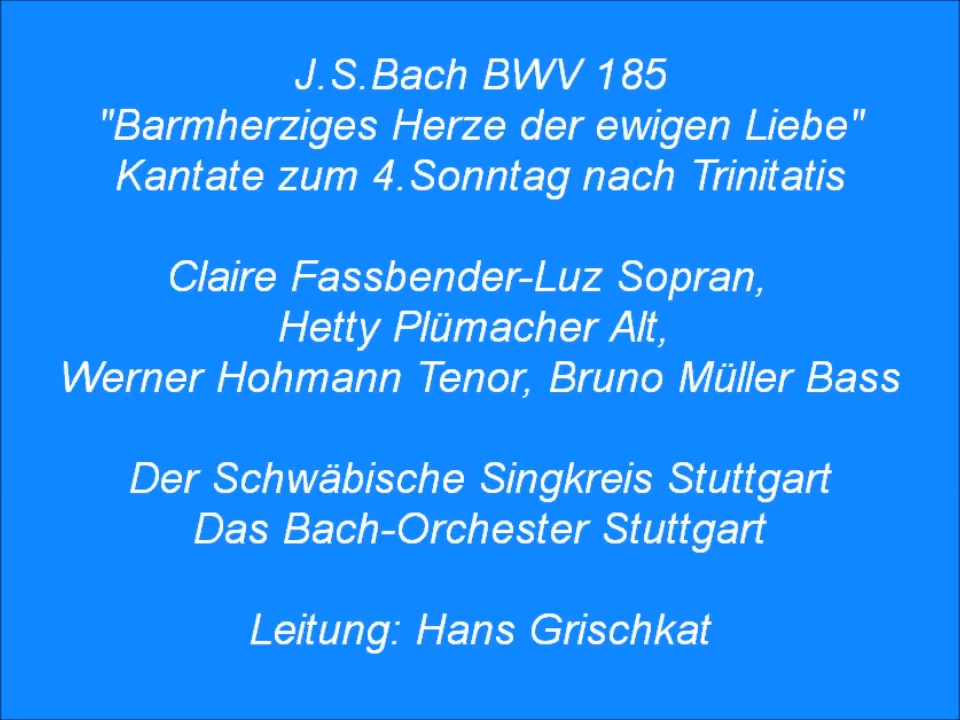 J.S.Bach BWV 185
"Barmherziges Herze der ewigen Liebe"
Kantate zum 4.Sonntag nach Trinitatis
Claire Fassbender-Luz Sopran,
Hetty Plümacher Alt,
Werner Hohmann Tenor, Bruno Müller Bass
Der Schwäbische Singkreis Stuttgart
Das Bach-Orchester Stuttgart
Leitung: Hans Grischkat